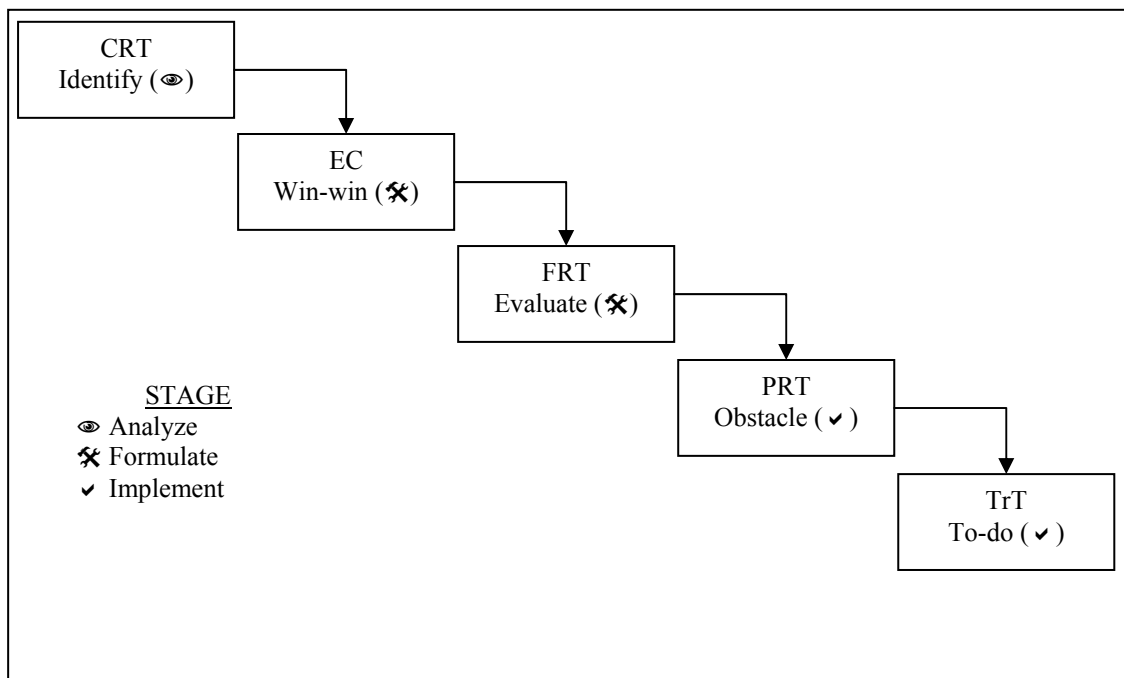 CRT
Identify (👁)
EC
Win-win (🛠)
FRT
Evaluate (🛠)
PRT
Obstacle (✔)
TrT
To-do (✔)
STAGE
👁 Analyze
🛠 Formulate
✔ Implement